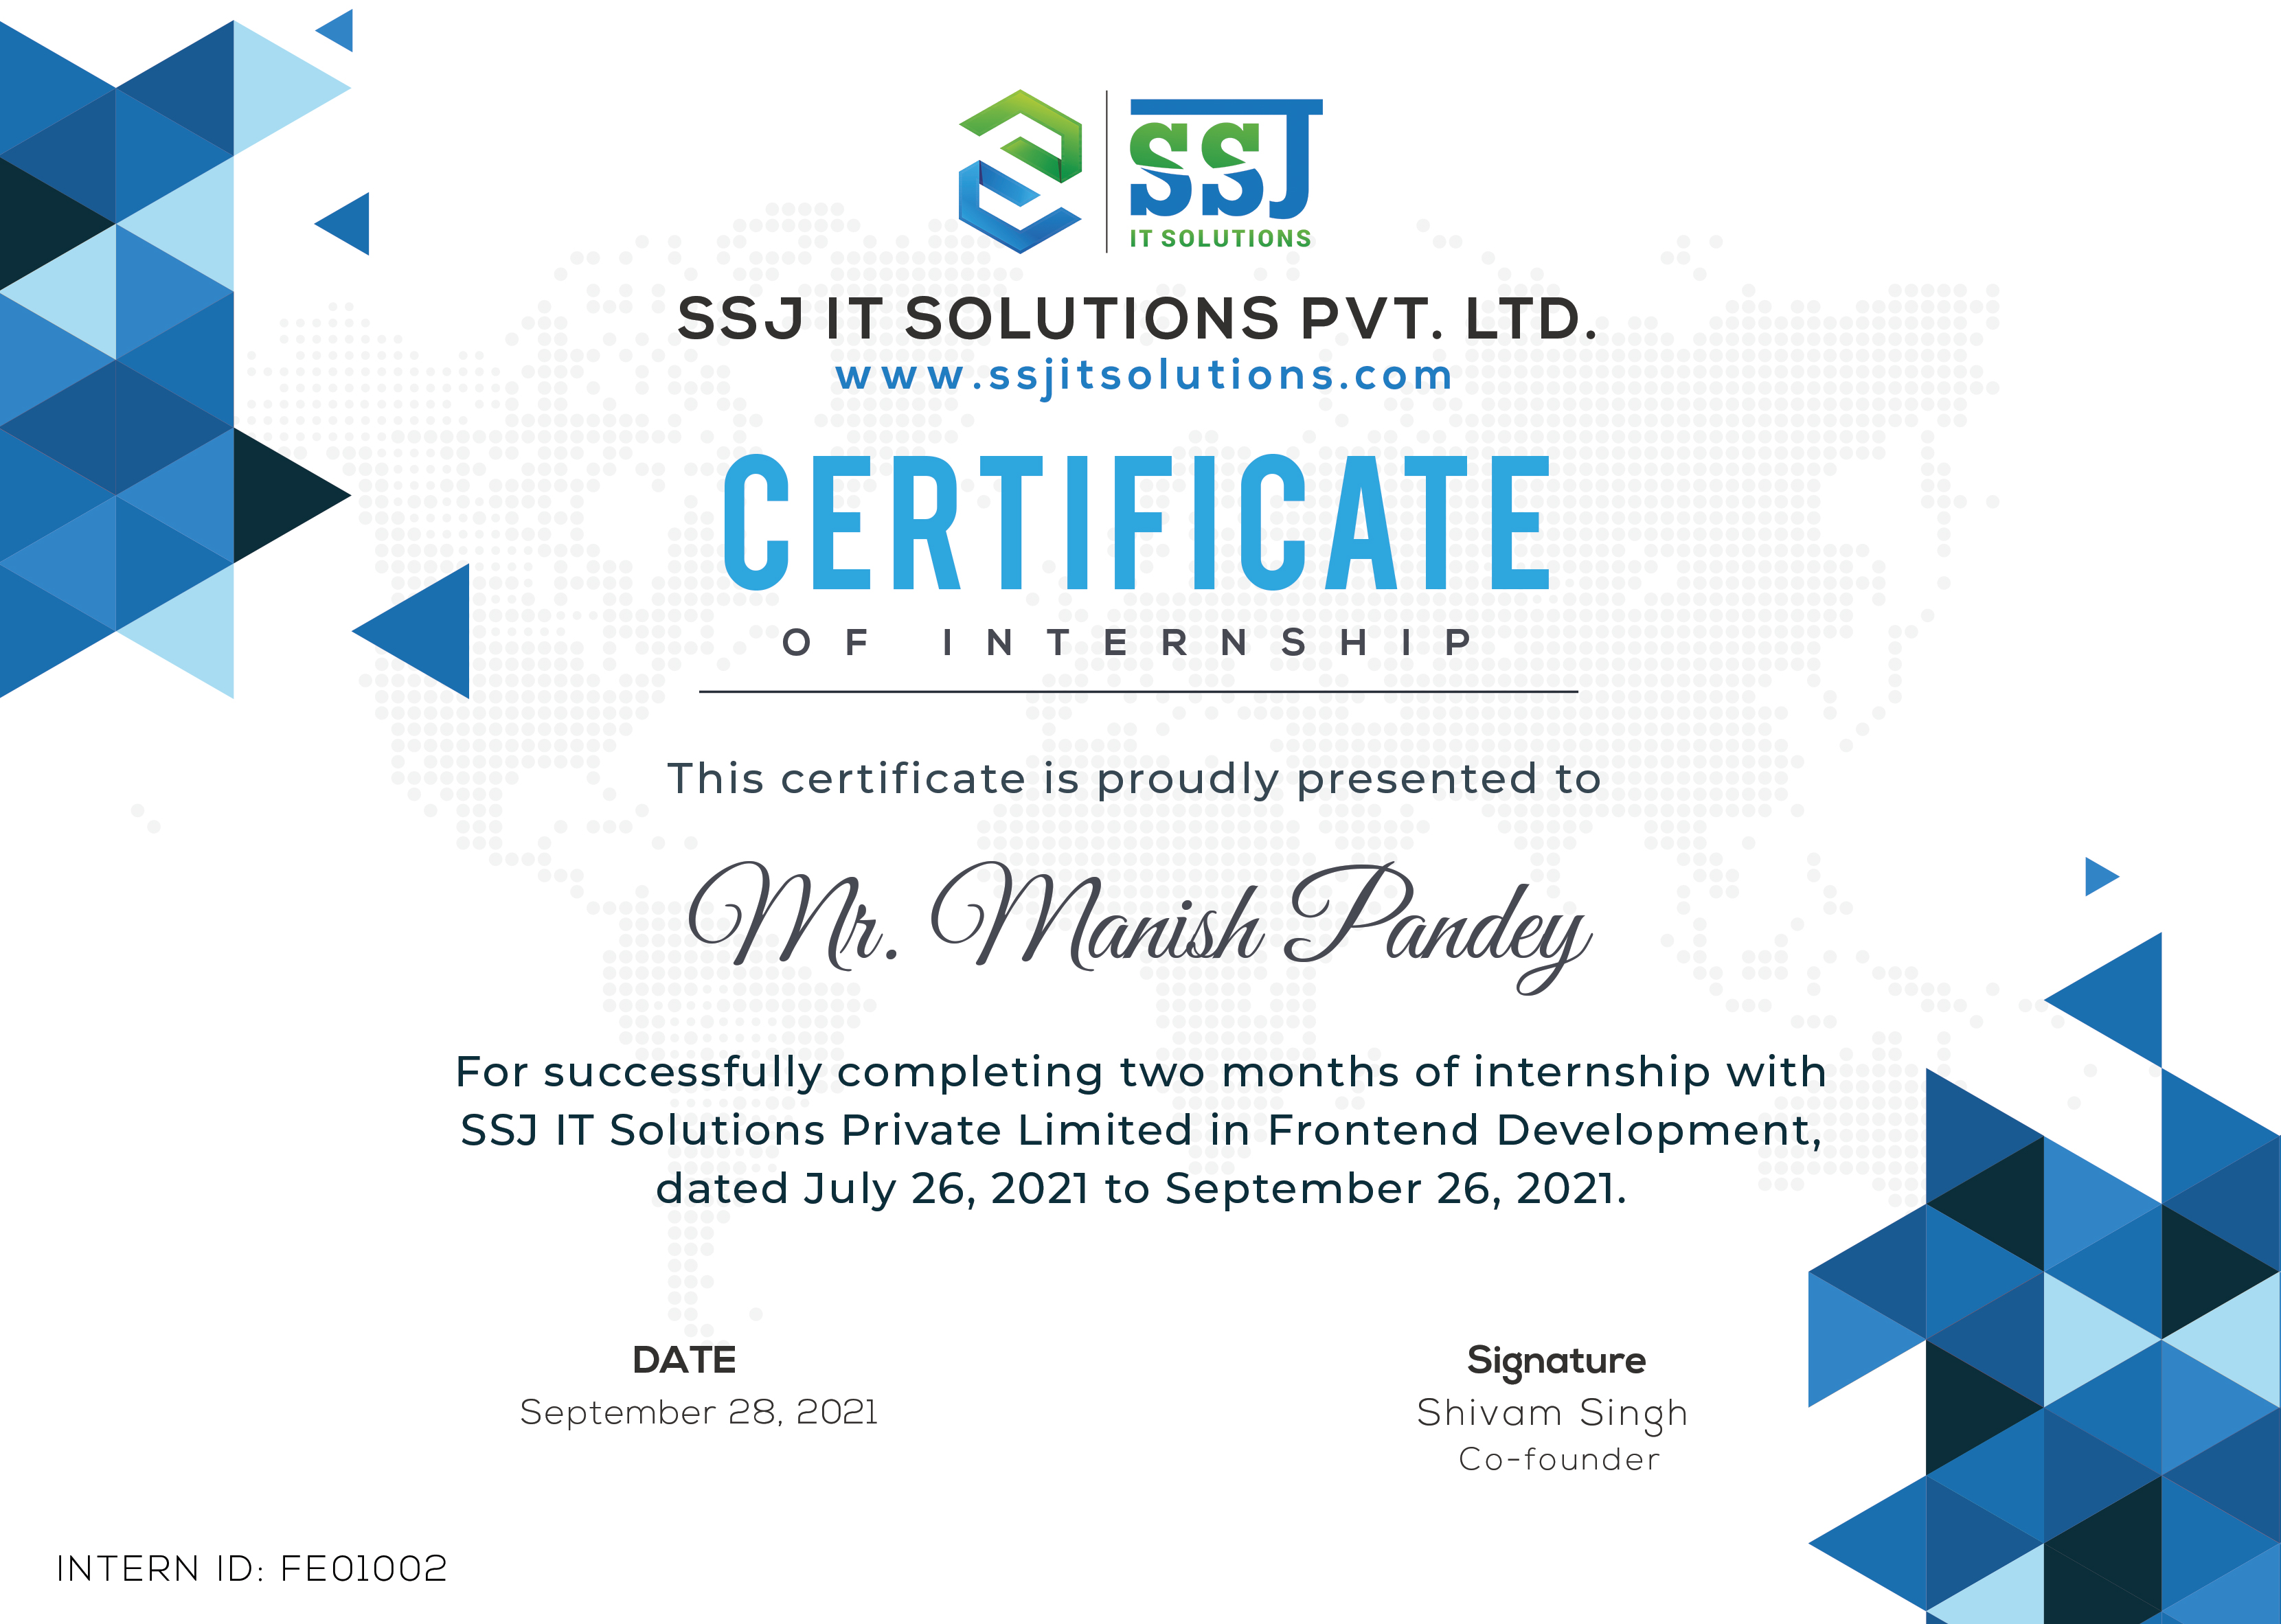 SSJ
IT SOLUTIONS
SSJ IT SOLUTIONS PVT. LTD.
www.ssjitsolutions.com
CERTIFICATE
OF INTERNSHIP
This certificate is proudly presented to
Mr. Manish Pandey
For successfully completing two months of internship with
SSJ IT Solutions Private Limited in Frontend Development,
dated July 26, 2021 to September 26, 2021.
DATE
September 28, 2021
Signature
Shivam Singh
Co-founder
INTERN ID: FE01002